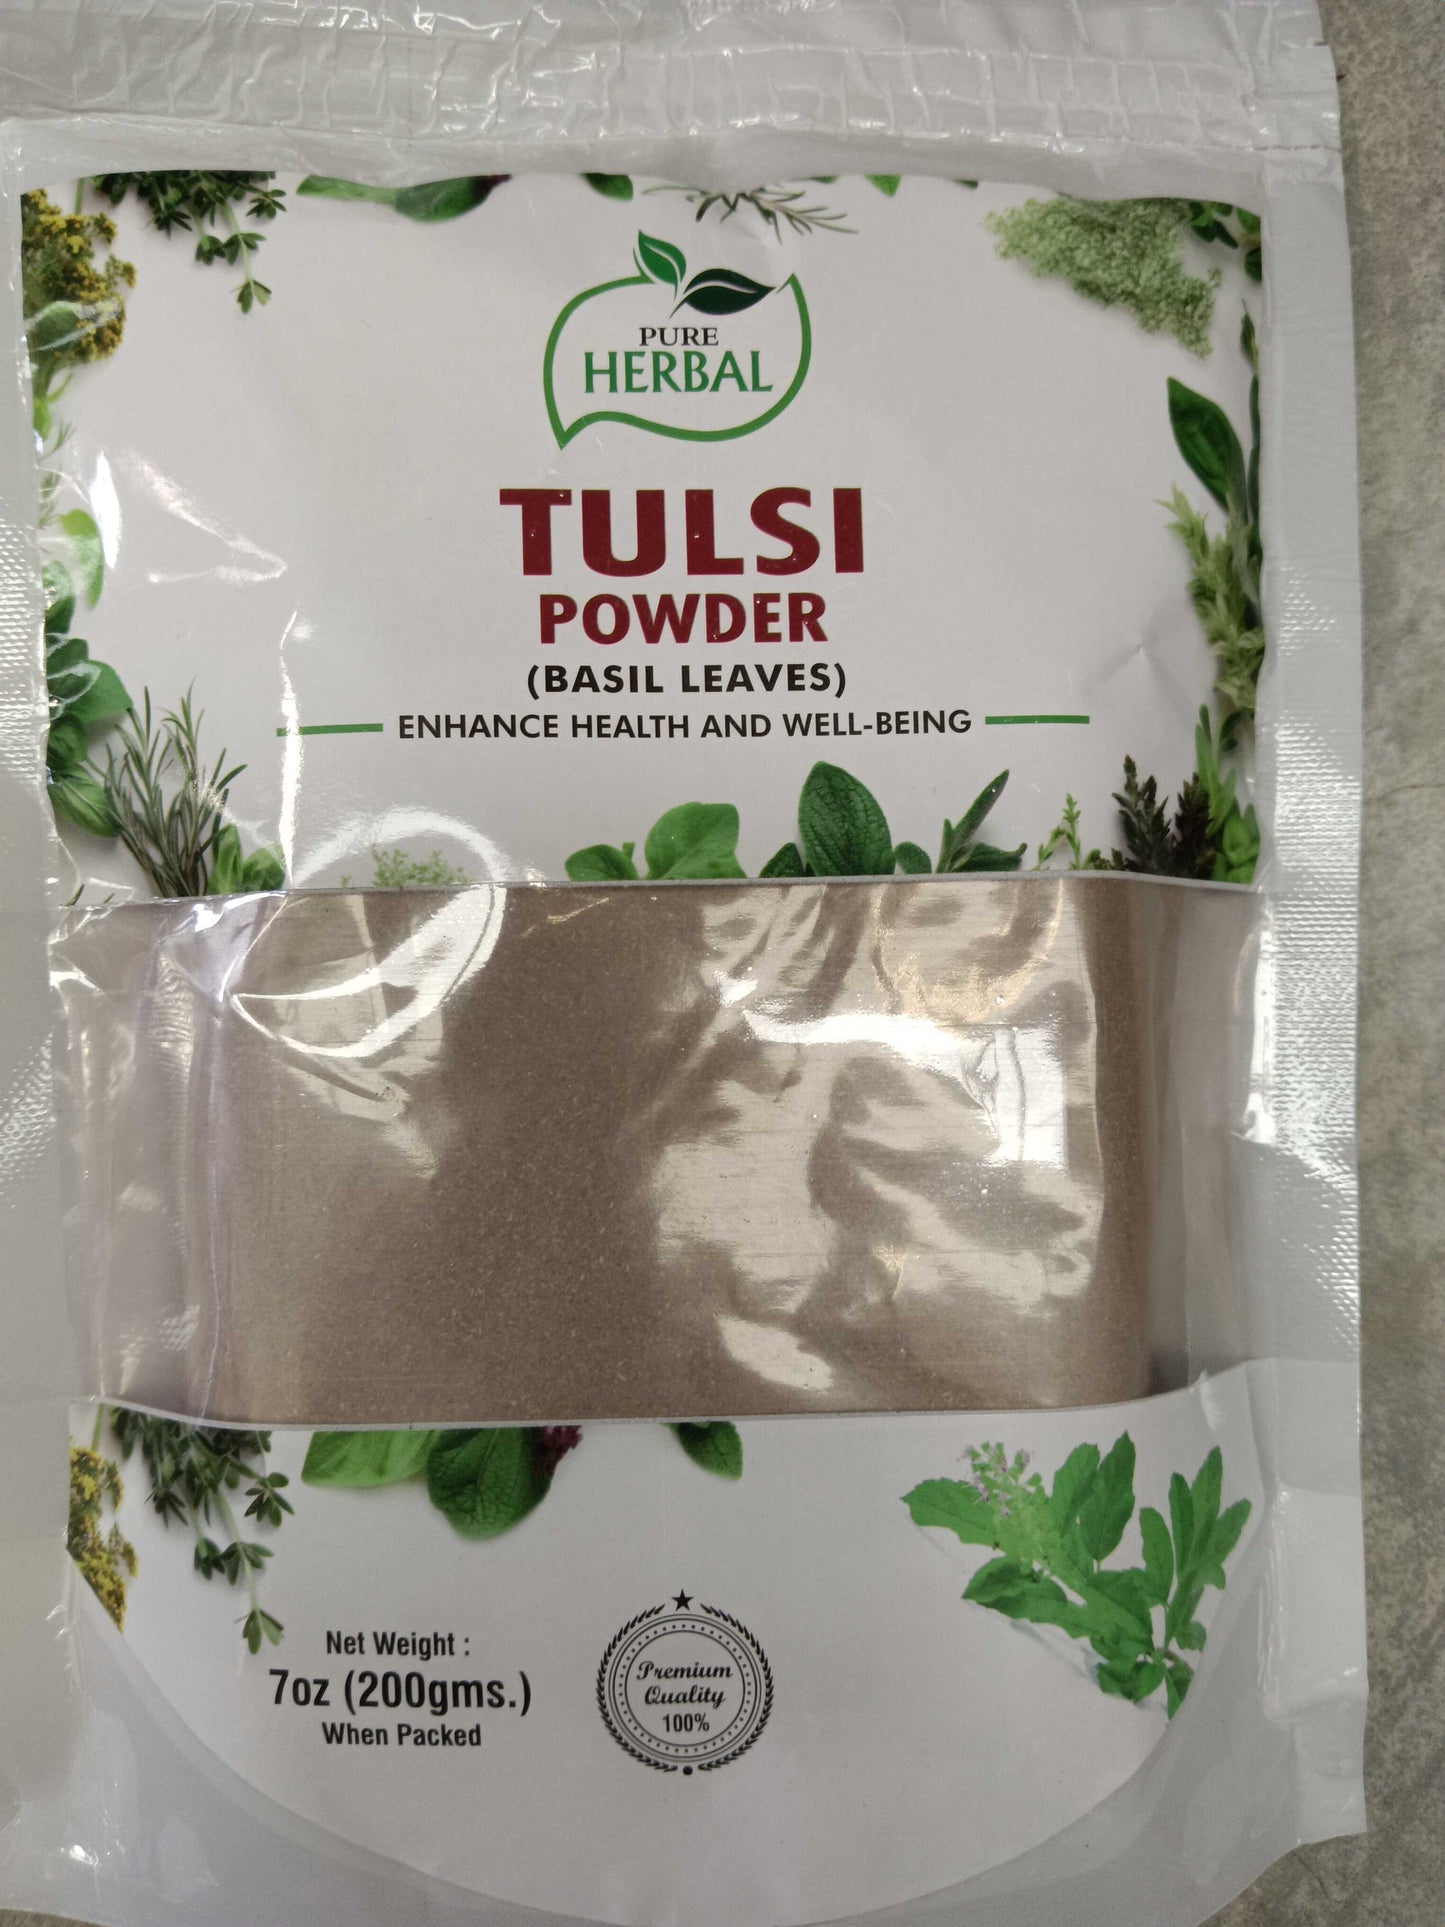 PURE
HERBAL
TULSI
POWDER
(BASIL LEAVES)
ENHANCE HEALTH AND WELL-BEING
Net Weight :
7oz (200gms.)
When Packed
Premium
Quality
100%